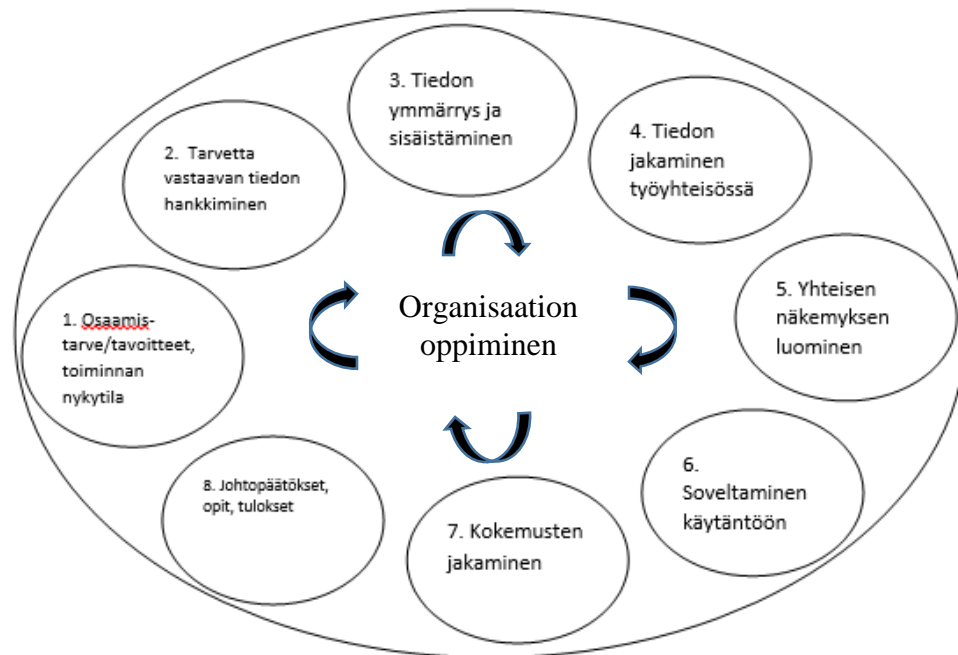 3. Tiedon
ymmärrys ja
sisäistäminen
4. Tiedon
jakaminen
työyhteisössä
2. Tarvetta
vastaavan tiedon
hankkiminen
Organisaation
oppiminen
5. Yhteisen
näkemyksen
luominen
1. Osaamis-
tarve/tavoitteet,
toiminnan
nykytila
6.
Soveltaminen
käytäntöön
8. Johtopäätökset,
opit, tulokset
7. Kokemusten
jakaminen